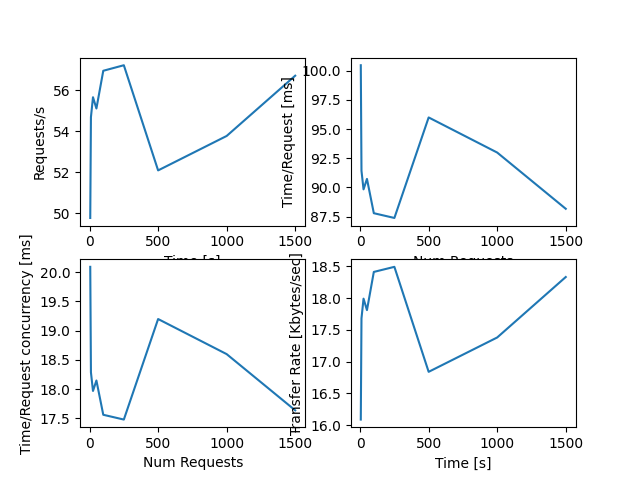 Requests/s
56
54
52
50
0 500 1000 1500
Time [s]
Time/Request [ms]
100.0
97.5
95.0
92.5
90.0
87.5
0 500 1000 1500
Num Requests
Time/Request concurrency [ms]
20.0
19.5
19.0
18.5
18.0
17.5
0 500 1000 1500
Num Requests
Transfer Rate [Kbytes/sec]
18.5
18.0
17.5
17.0
16.5
16.0
0 500 1000 1500
Time [s]